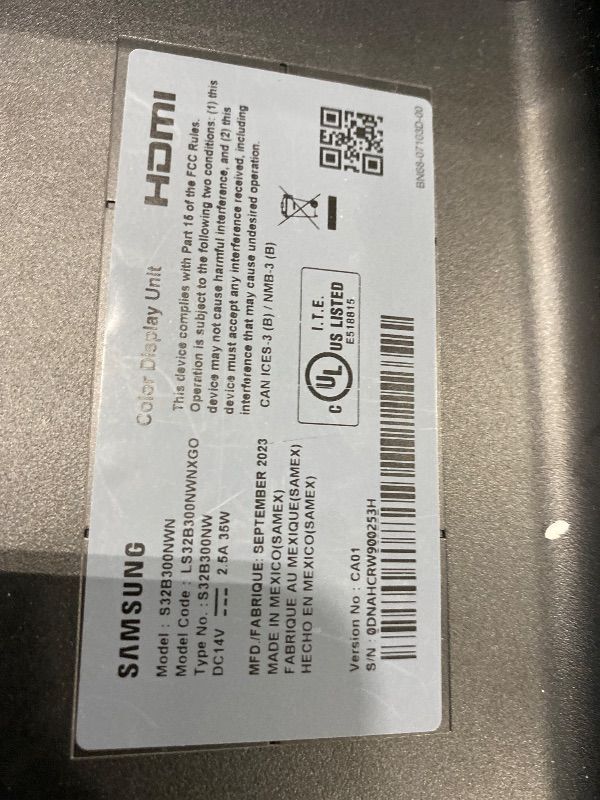 SAMSUNG
Color Display Unit
HDMI
Model : S32B300NWN
Model Code : LS32B300NWNXGO
Type No. : S32B300NW
DC14V 2.5A 35W
This device complies with Part 15 of the FCC Rules.
Operation is subject to the following two conditions: (1) this
device may not cause harmful interference, and (2) this
device must accept any interference received, including
interference that may cause undesired operation.
CAN ICES-3 (B) / NMB-3 (B)
MFD./FABRIQUE: SEPTEMBER 2023
MADE IN MEXICO(SAMEX)
FABRIQUE AU MEXIQUE(SAMEX)
HECHO EN MEXICO(SAMEX)
I.T.E.
C UL US LISTED
E518815
Version No : CA01
S/N : 0DNAHCRW900253H
BN68-07103D-00